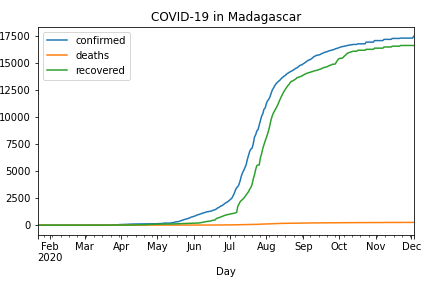 COVID-19 in Madagascar
confirmed
deaths
recovered
17500
15000
12500
10000
7500
5000
2500
0
Feb Mar Apr May Jun Jul Aug Sep Oct Nov Dec
2020
Day